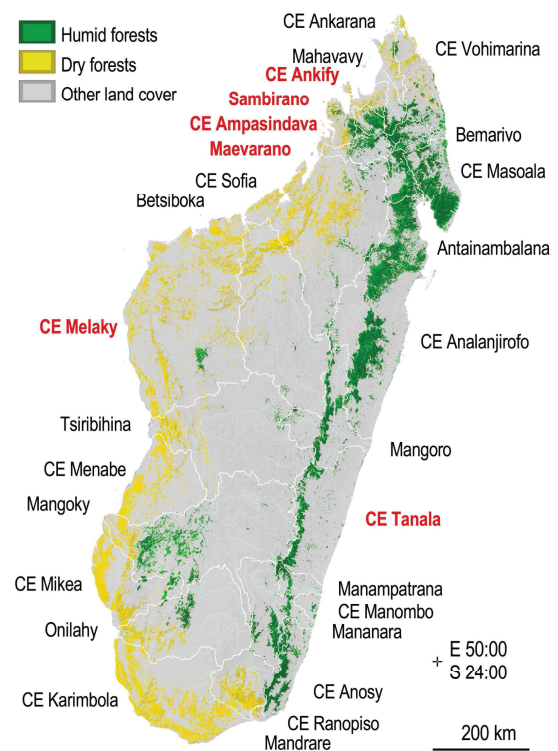 Humid forests
Dry forests
Other land cover
CE Ankarana
Mahavavy
CE Vohimarina
CE Ankify
Sambirano
CE Ampasindava
Maevarano
Bemarivo
CE Masoala
CE Sofia
Betsiboka
Antainambalana
CE Melaky
CE Analanjirofo
Tsiribihina
Mangoro
CE Menabe
Mangoky
CE Tanala
CE Mikea
Manampatrana
CE Manombo
Mananara
Onilahy
E 50:00
S 24:00
CE Karimbola
CE Anosy
CE Ranopiso
Mandrare
200 km